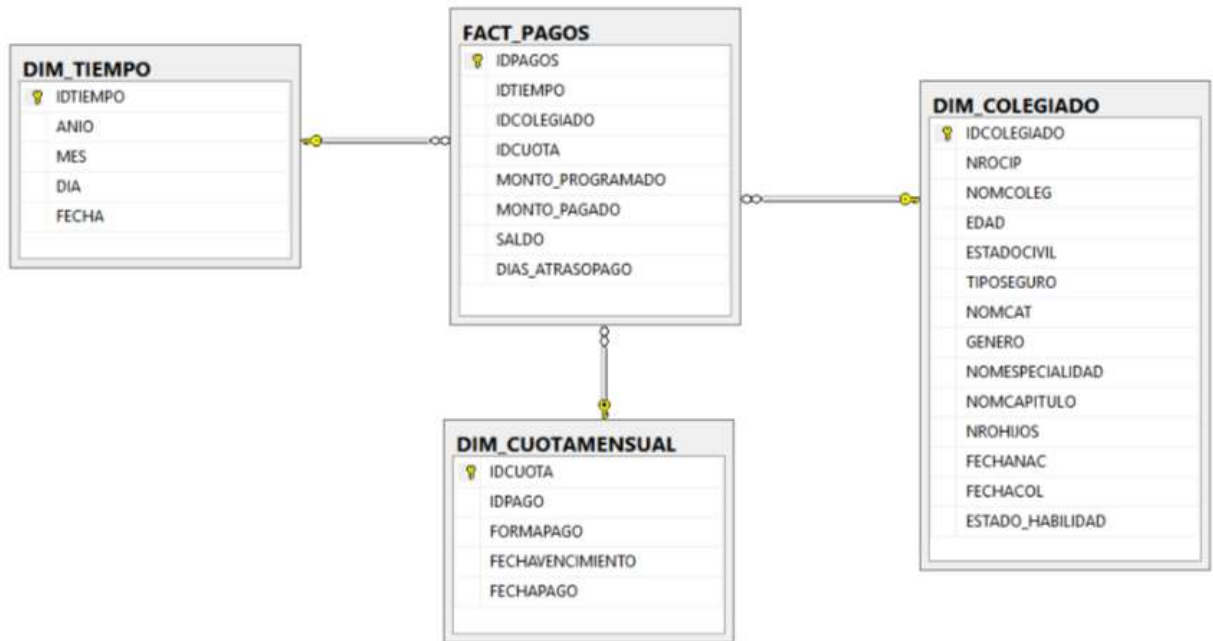 DIM_TIEMPO
IDTIEMPO
ANIO
MES
DIA
FECHA
FACT_PAGOS
IDPAGOS
IDTIEMPO
IDCOLEGIADO
IDCUOTA
MONTO_PROGRAMADO
MONTO_PAGADO
SALDO
DIAS_ATRASOPAGO
DIM_COLEGIADO
IDCOLEGIADO
NROCIP
NOMCOLEG
EDAD
ESTADOCIVIL
TIPOSEGURO
NOMCAT
GENERO
NOMESPECIALIDAD
NOMCAPITULO
NROHIJOS
FECHANAC
FECHACOL
ESTADO_HABILIDAD
DIM_CUOTAMENSUAL
IDCUOTA
IDPAGO
FORMAPAGO
FECHAVENCIMIENTO
FECHAPAGO